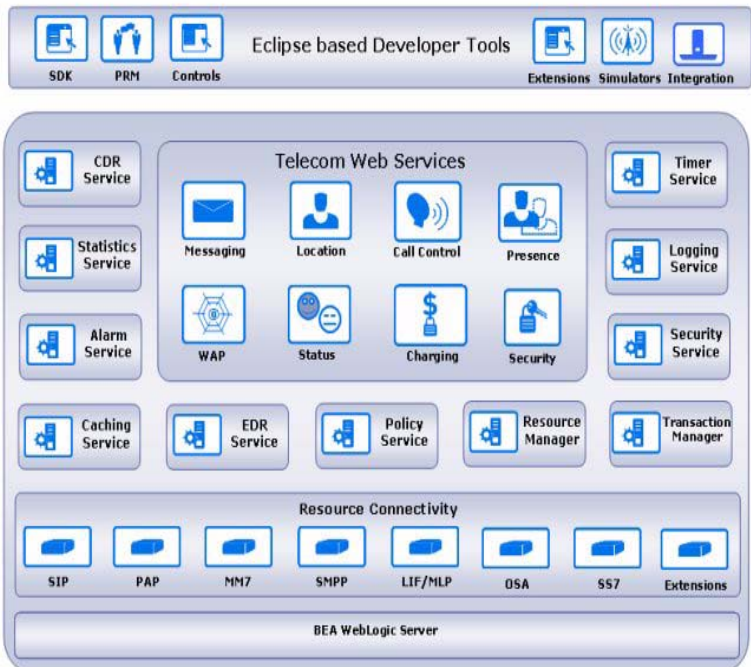 Eclipse based Developer Tools
SDK
PRM
Controls
Extensions
Simulators
Integration
CDR
Service
Telecom Web Services
Timer
Service
Messaging
Location
Call Control
Presence
Statistics
Service
Logging
Service
WAP
Status
$
Charging
Security
Alarm
Service
Security
Service
Caching
Service
EDR
Service
Policy
Service
Resource
Manager
Transaction
Manager
Resource Connectivity
SIP
PAP
MM7
SMPP
LIF/MLP
OSA
SS7
Extensions
BEA WebLogic Server